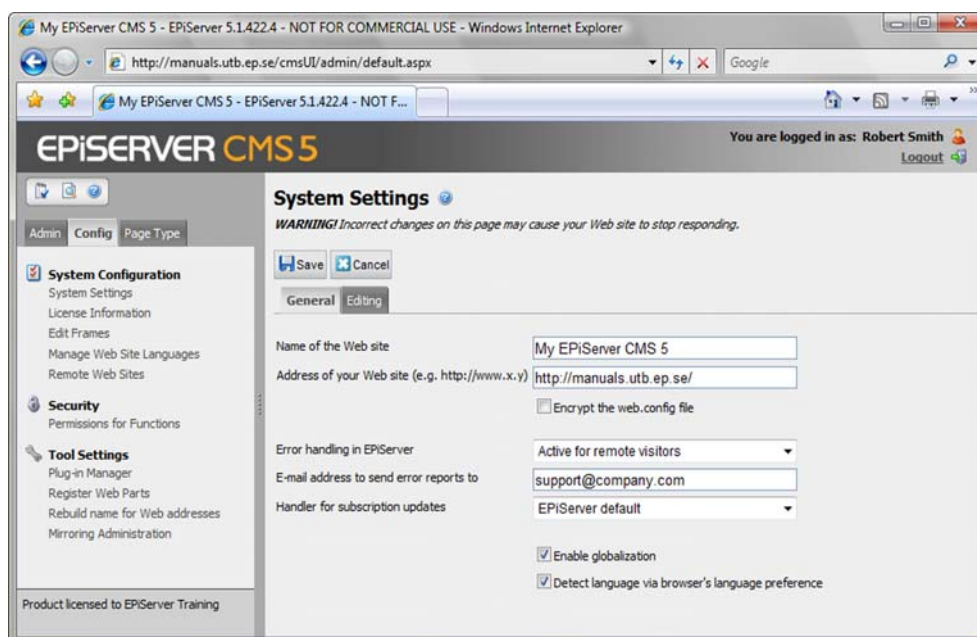 My EPiServer CMS 5 - EPiServer 5.1.422.4 - NOT FOR COMMERCIAL USE - Windows Internet Explorer
http://manuals.utb.ep.se/cmsUI/admin/default.aspx
Google
My EPiServer CMS 5 - EPiServer 5.1.422.4 - NOT F...
EPiSERVER CMS 5
You are logged in as: Robert Smith
Logout
Admin Config Page Type
System Configuration
System Settings
License Information
Edit Frames
Manage Web Site Languages
Remote Web Sites
Security
Permissions for Functions
Tool Settings
Plug-in Manager
Register Web Parts
Rebuild name for Web addresses
Mirroring Administration
Product licensed to EPiServer Training
System Settings
WARNING! Incorrect changes on this page may cause your Web site to stop responding.
Save Cancel
General Editing
Name of the Web site My EPiServer CMS 5
Address of your Web site (e.g. http://www.x.y) http://manuals.utb.ep.se/
Encrypt the web.config file
Error handling in EPiServer Active for remote visitors
E-mail address to send error reports to support@company.com
Handler for subscription updates EPiServer default
Enable globalization
Detect language via browser's language preference